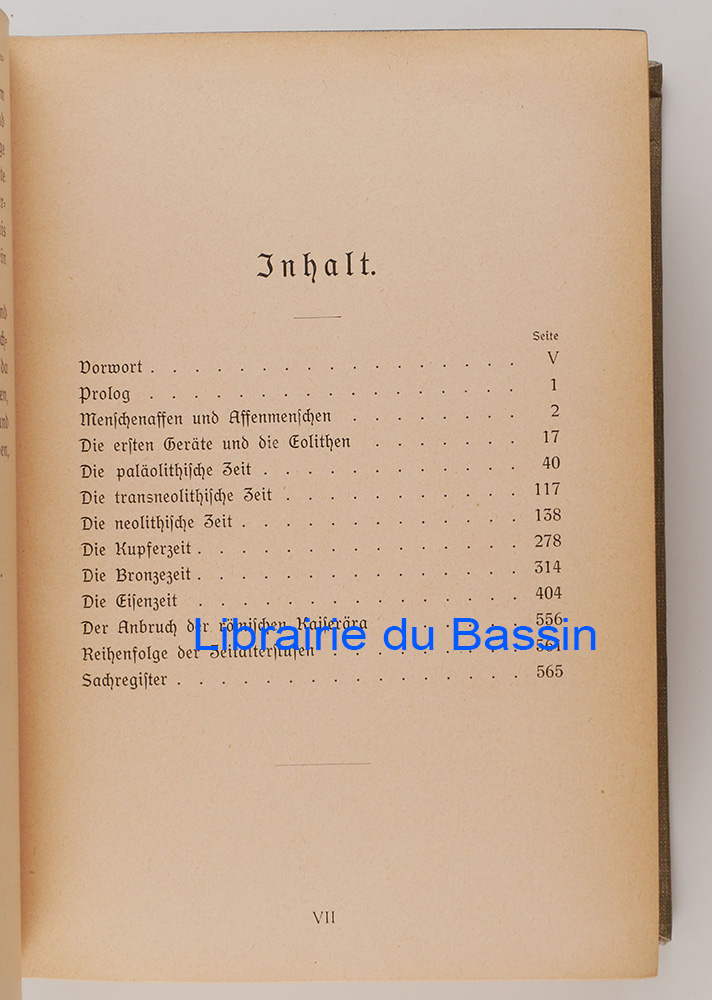 Inhalt.
Seite
Vorwort . . . . . . . . . . . . . . . . . V
Prolog . . . . . . . . . . . . . . . . . 1
Menschenaffen und Affenmenschen . . . . . . . 2
Die ersten Geräte und die Eolithen . . . . . . . 17
Die paläolithische Zeit . . . . . . . . . . . . 40
Die transneolithische Zeit . . . . . . . . . . . 117
Die neolithische Zeit . . . . . . . . . . . . . 138
Die Kupferzeit . . . . . . . . . . . . . . . 278
Die Bronzezeit . . . . . . . . . . . . . . . 314
Die Eisenzeit . . . . . . . . . . . . . . . 404
Der Anbruch der römischen Kaiserära . . . . . . 556
Reihenfolge der Zeitalterstufen . . . . . . . . . 561
Sachregister . . . . . . . . . . . . . . . . 565
Librairie du Bassin
VII